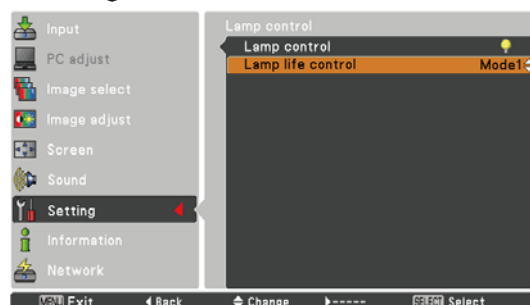 Input
PC adjust
Image select
Image adjust
Screen
Sound
Setting
Information
Network
Lamp control
Lamp control
Lamp life control Mode1
MENU Exit Back Change ----- SELECT Select